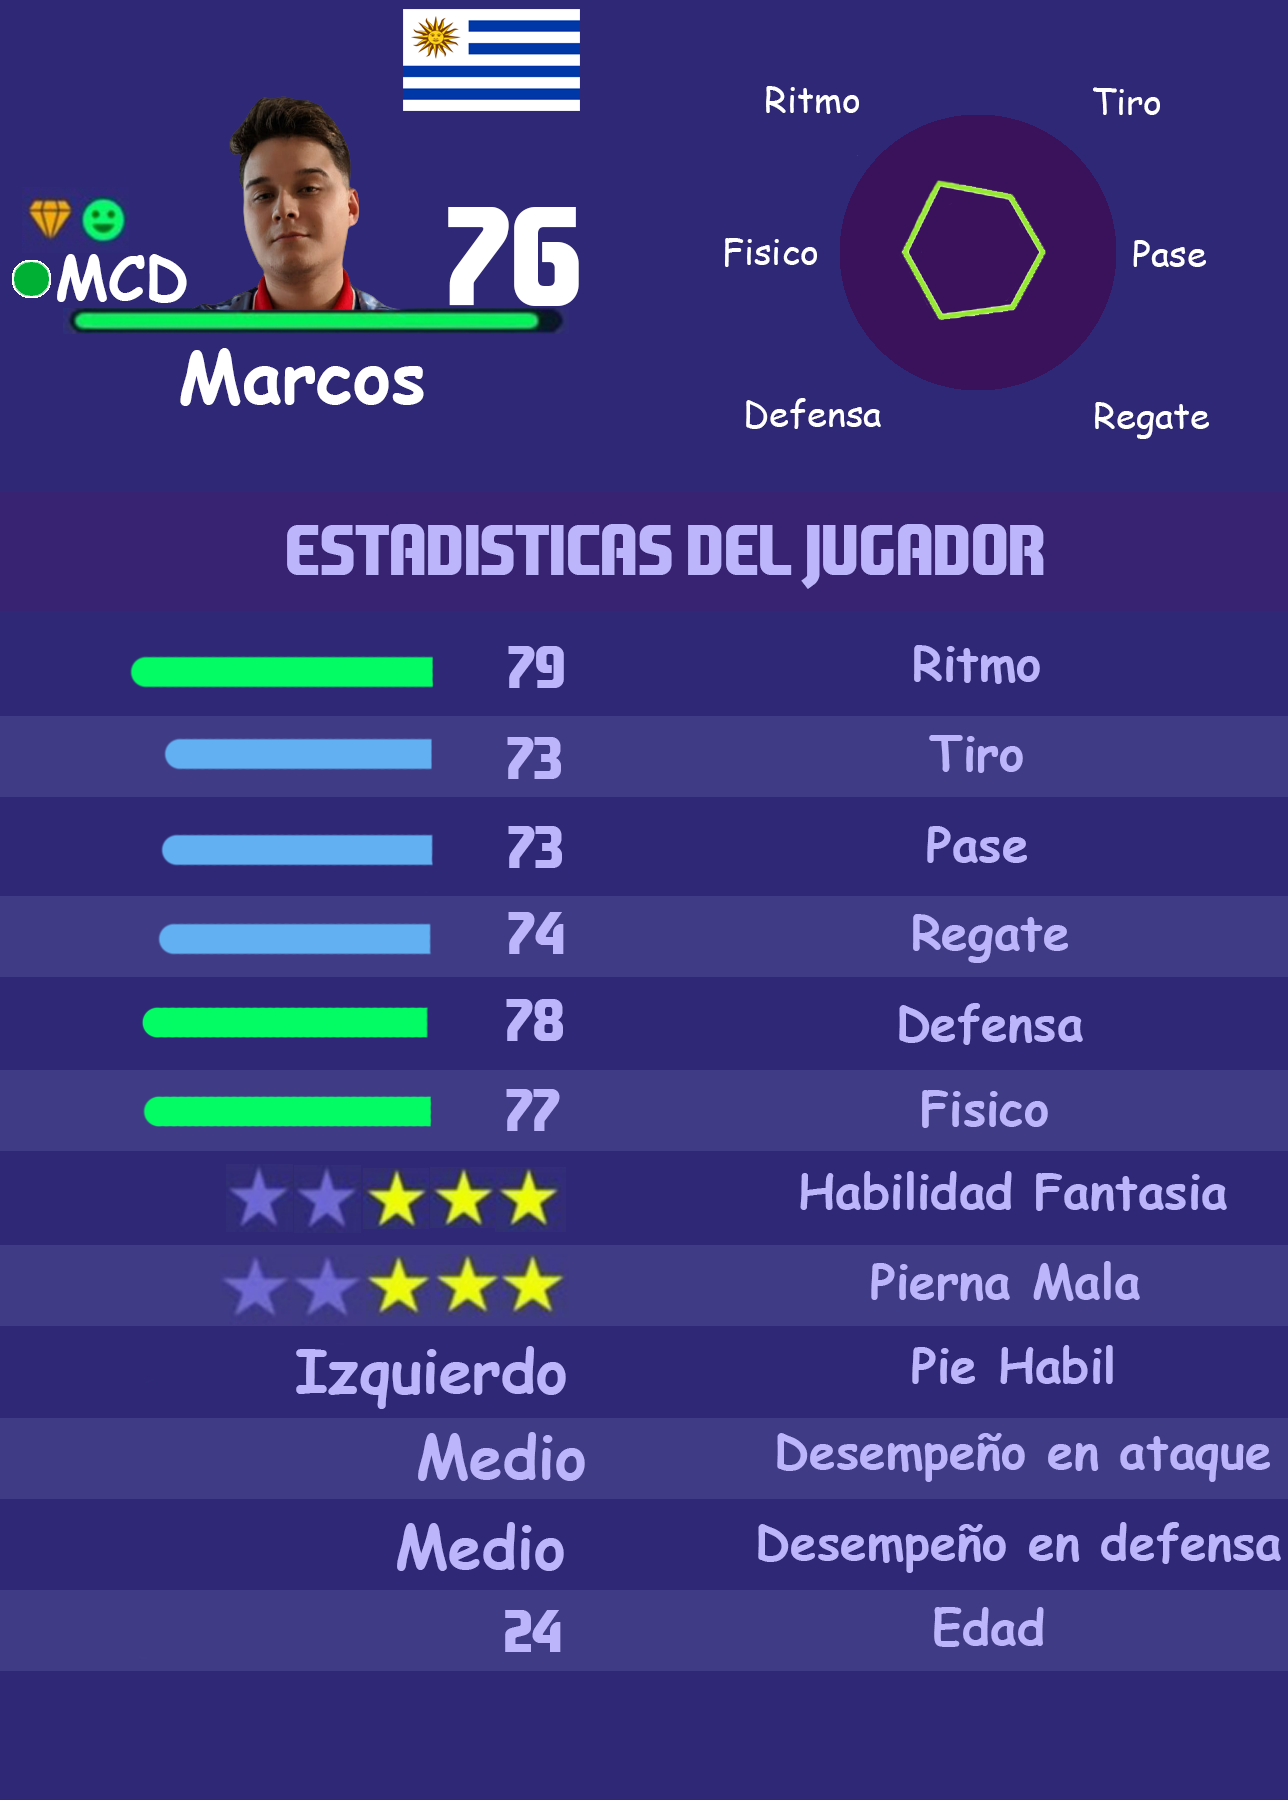 MCD
76
Marcos
Ritmo
Tiro
Fisico
Pase
Defensa
Regate
ESTADISTICAS DEL JUGADOR
79 Ritmo
73 Tiro
73 Pase
74 Regate
78 Defensa
77 Fisico
Habilidad Fantasia
Pierna Mala
Izquierdo Pie Habil
Medio Desempeño en ataque
Medio Desempeño en defensa
24 Edad